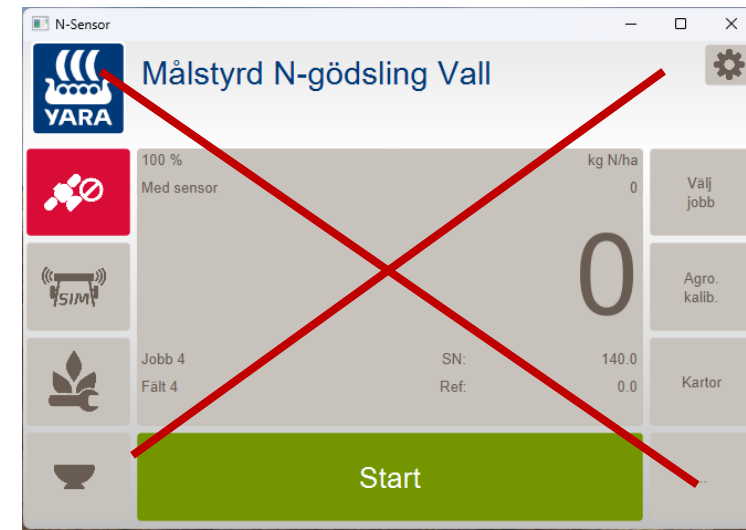 N-Sensor
YARA
Målstyrd N-gödsling Vall
100 %
kg N/ha
Med sensor
0
0
Välj
jobb
SIM
Agro.
kalib.
Jobb 4
SN:
140.0
Fält 4
Ref:
0.0
Kartor
Start
...